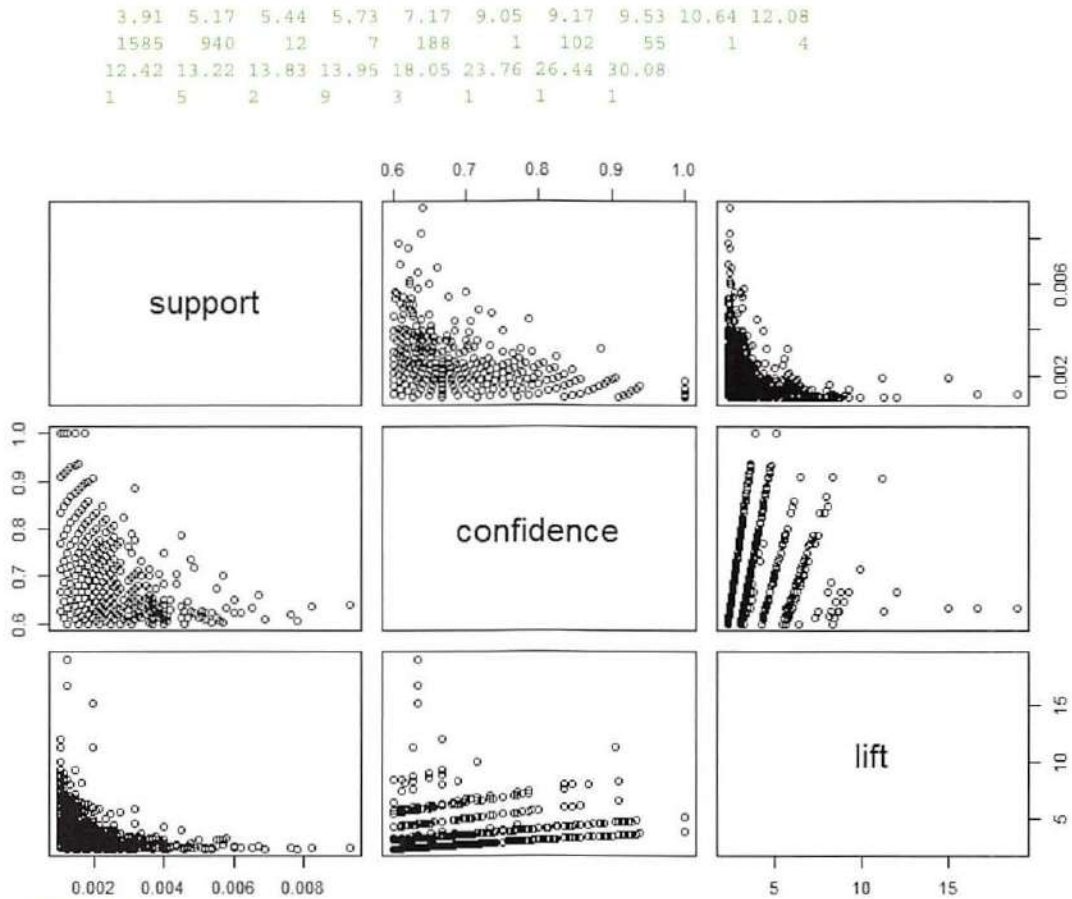 3.91 5.17 5.44 5.73 7.17 9.05 9.17 9.53 10.64 12.08
1585 940 12 7 188 1 102 55 1 4
12.42 13.22 13.83 13.95 18.05 23.76 26.44 30.08
1 5 2 9 3 1 1 1
0.6 0.7 0.8 0.9 1.0
support
0.002 0.006
0.6 0.7 0.8 0.9 1.0
confidence
lift
5 10 15
0.002 0.004 0.006 0.008
5 10 15